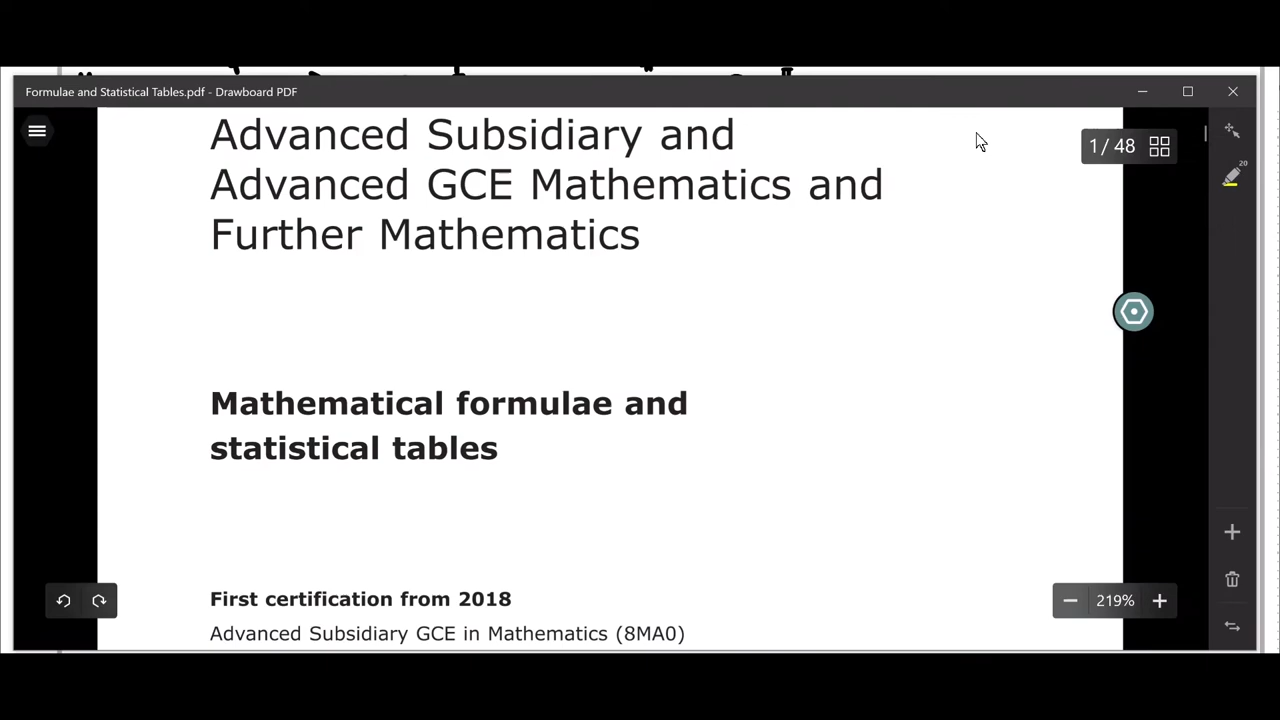 Formulae and Statistical Tables.pdf - Drawboard PDF
Advanced Subsidiary and
1 / 48
20
Advanced GCE Mathematics and
Further Mathematics
Mathematical formulae and
statistical tables
First certification from 2018
219%
Advanced Subsidiary GCE in Mathematics (8MA0)